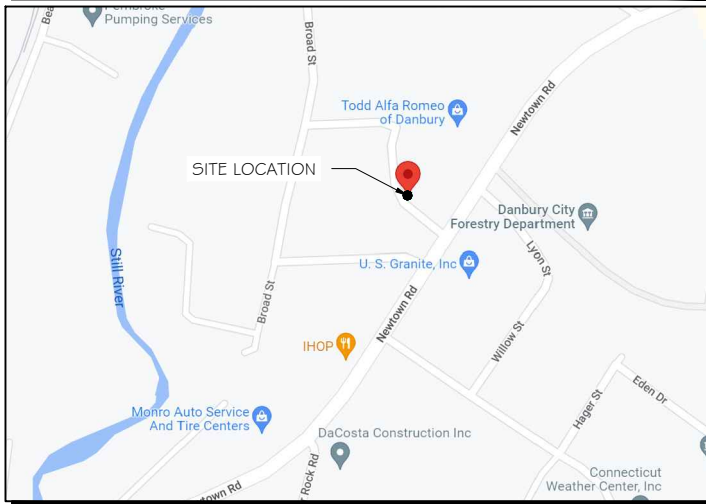 Pembroke
Pumping Services
Broad St
Newtown Rd
Todd Alfa Romeo
of Danbury
SITE LOCATION
Danbury City
Forestry Department
Still River
Lyon St
U. S. Granite, Inc
Broad St
Newtown Rd
IHOP
Willow St
Eden Dr
Hager St
Monro Auto Service
And Tire Centers
DaCosta Construction Inc
Rock Rd
town Rd
Connecticut
Weather Center, Inc